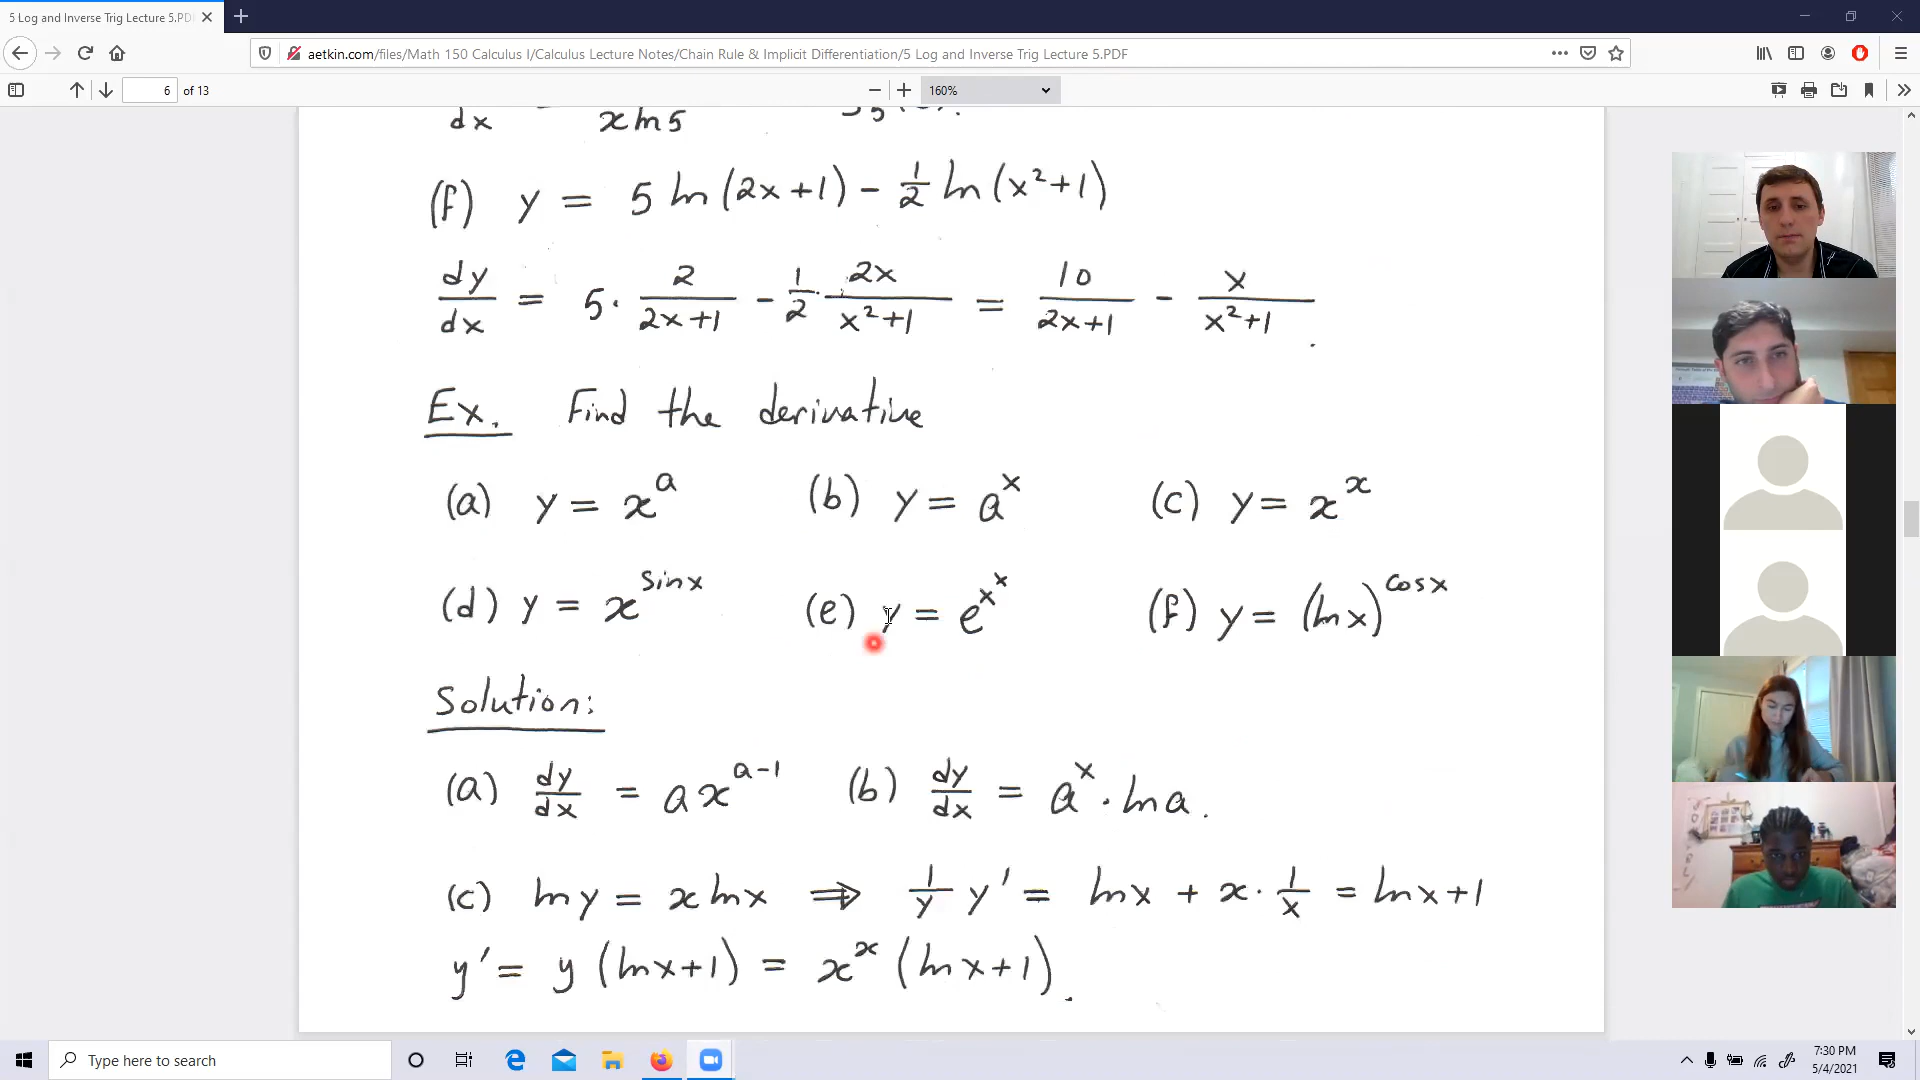 5 Log and Inverse Trig Lecture 5.PD
aetkin.com/files/Math 150 Calculus I/Calculus Lecture Notes/Chain Rule & Implicit Differentiation/5 Log and Inverse Trig Lecture 5.PDF
6 of 13
160%
dx x ln 5
(f) y = 5 ln(2x+1) - 1/2 ln(x²+1)
dy/dx = 5 · 2/(2x+1) - 1/2 · 2x/(x²+1) = 10/(2x+1) - x/(x²+1) .
Ex. Find the derivative
(a) y = x^a (b) y = a^x (c) y = x^x
(d) y = x^(sin x) (e) y = e^(x^x) (f) y = (ln x)^(cos x)
Solution:
(a) dy/dx = a x^(a-1) (b) dy/dx = a^x · ln a .
(c) ln y = x ln x ⟹ 1/y y' = ln x + x · 1/x = ln x + 1
y' = y (ln x + 1) = x^x (ln x + 1) .
Type here to search
7:30 PM
5/4/2021